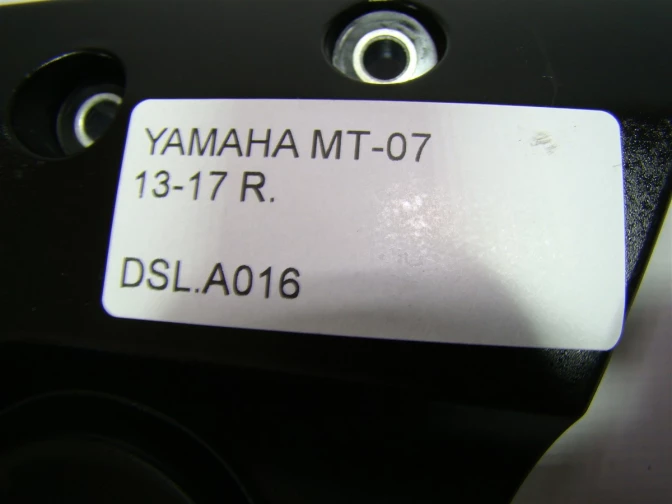 YAMAHA MT-07
13-17 R.
DSL.A016